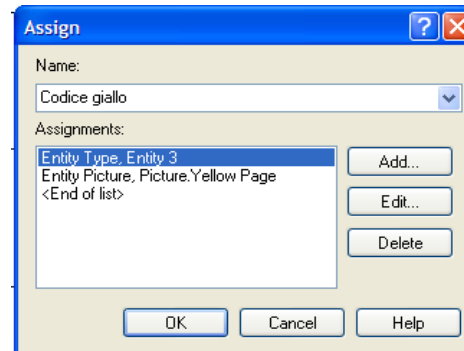 Assign
Name:
Codice giallo
Assignments:
Entity Type, Entity 3
Entity Picture, Picture.Yellow Page
<End of list>
Add...
Edit...
Delete
OK
Cancel
Help